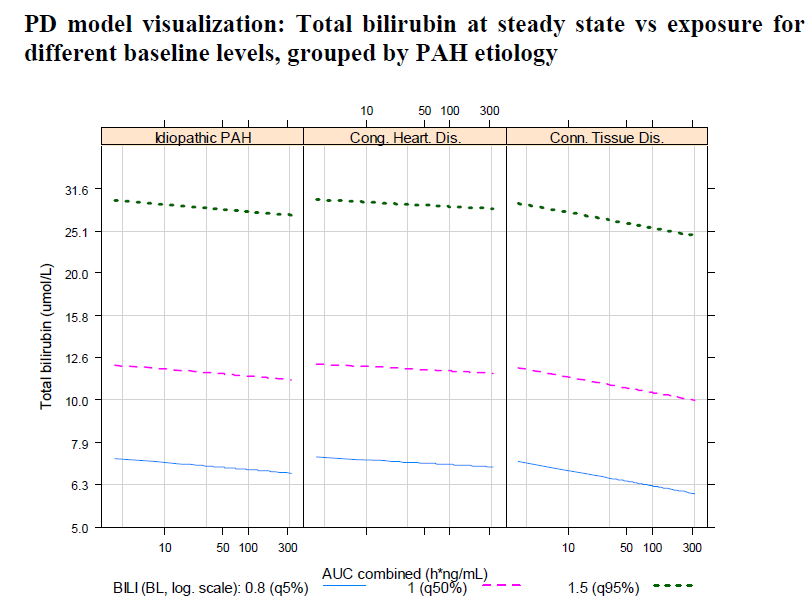 PD model visualization: Total bilirubin at steady state vs exposure for
different baseline levels, grouped by PAH etiology
10 50 100 300
Idiopathic PAH Cong. Heart. Dis. Conn. Tissue Dis.
31.6
25.1
20.0
15.8
12.6
10.0
7.9
6.3
5.0
Total bilirubin (umol/L)
10 50 100 300 10 50 100 300
AUC combined (h*ng/mL)
BILI (BL, log. scale): 0.8 (q5%) 1 (q50%) 1.5 (q95%)